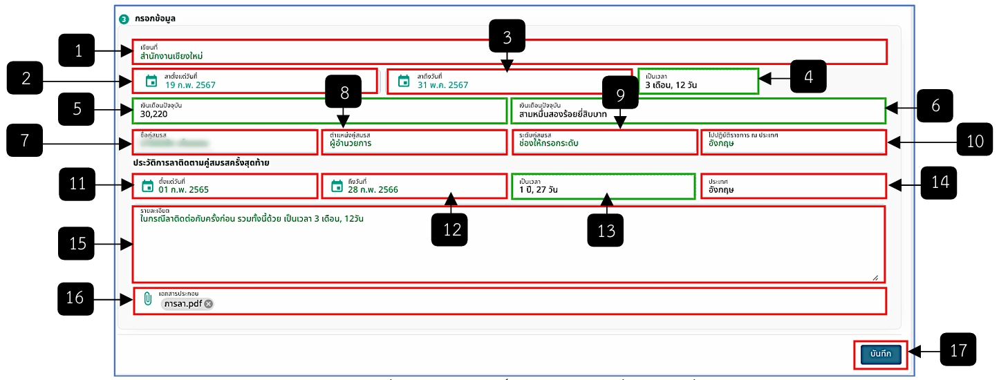 3 กรอกข้อมูล
1
เขียนที่
สำนักงานเชียงใหม่
2
ลาตั้งแต่วันที่
19 ก.พ. 2567
3
ลาถึงวันที่
31 พ.ค. 2567
4
เป็นเวลา
3 เดือน, 12 วัน
5
เงินเดือนปัจจุบัน
30,220
6
เงินเดือนปัจจุบัน
สามหมื่นสองร้อยยี่สิบบาท
7
ชื่อคู่สมรส
8
ตำแหน่งคู่สมรส
ผู้อำนวยการ
9
ระดับคู่สมรส
ช่องให้กรอกระดับ
10
ไปปฏิบัติราชการ ณ ประเทศ
อังกฤษ
ประวัติการลาติดตามคู่สมรสครั้งสุดท้าย
11
ตั้งแต่วันที่
01 ก.พ. 2565
12
ถึงวันที่
28 ก.พ. 2566
13
เป็นเวลา
1 ปี, 27 วัน
14
ประเทศ
อังกฤษ
15
รายละเอียด
ในกรณีลาติดต่อกับครั้งก่อน รวมทั้งนี้ด้วย เป็นเวลา 3 เดือน, 12วัน
16
เอกสารประกอบ
การลา.pdf
17
บันทึก